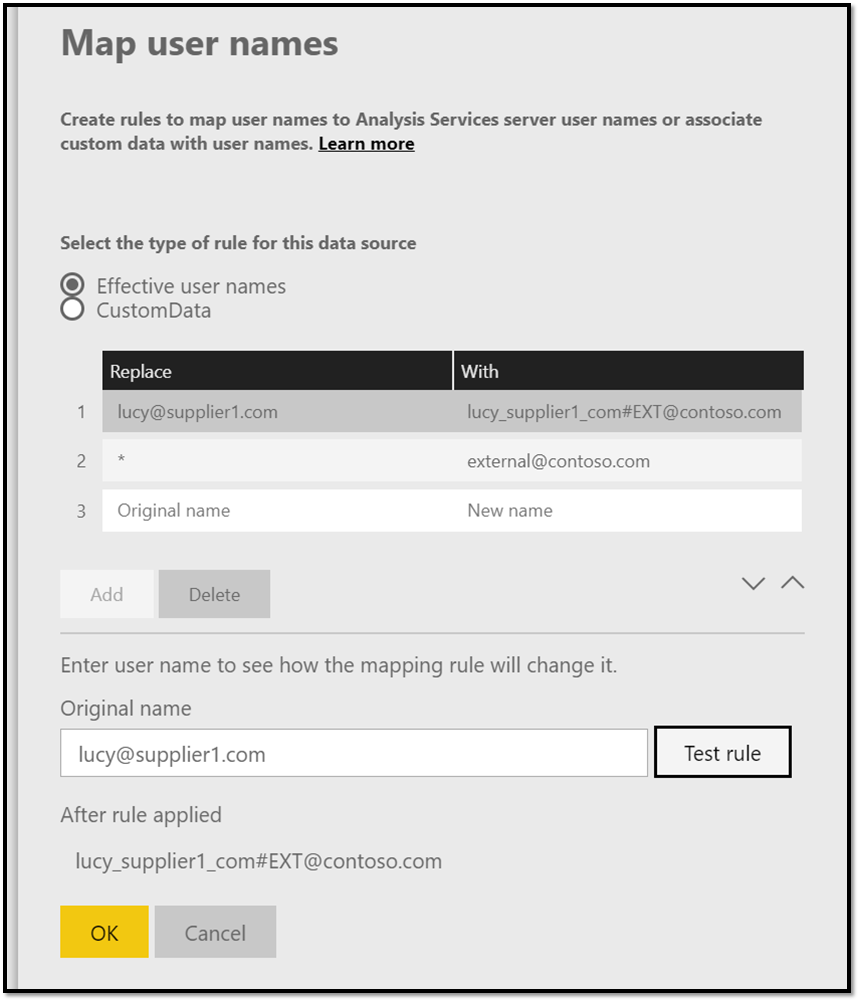 Map user names
Create rules to map user names to Analysis Services server user names or associate
custom data with user names. Learn more
Select the type of rule for this data source
Effective user names
CustomData
Replace With
1 lucy@supplier1.com lucy_supplier1_com#EXT@contoso.com
2 * external@contoso.com
3 Original name New name
Add Delete
Enter user name to see how the mapping rule will change it.
Original name
lucy@supplier1.com Test rule
After rule applied
lucy_supplier1_com#EXT@contoso.com
OK Cancel